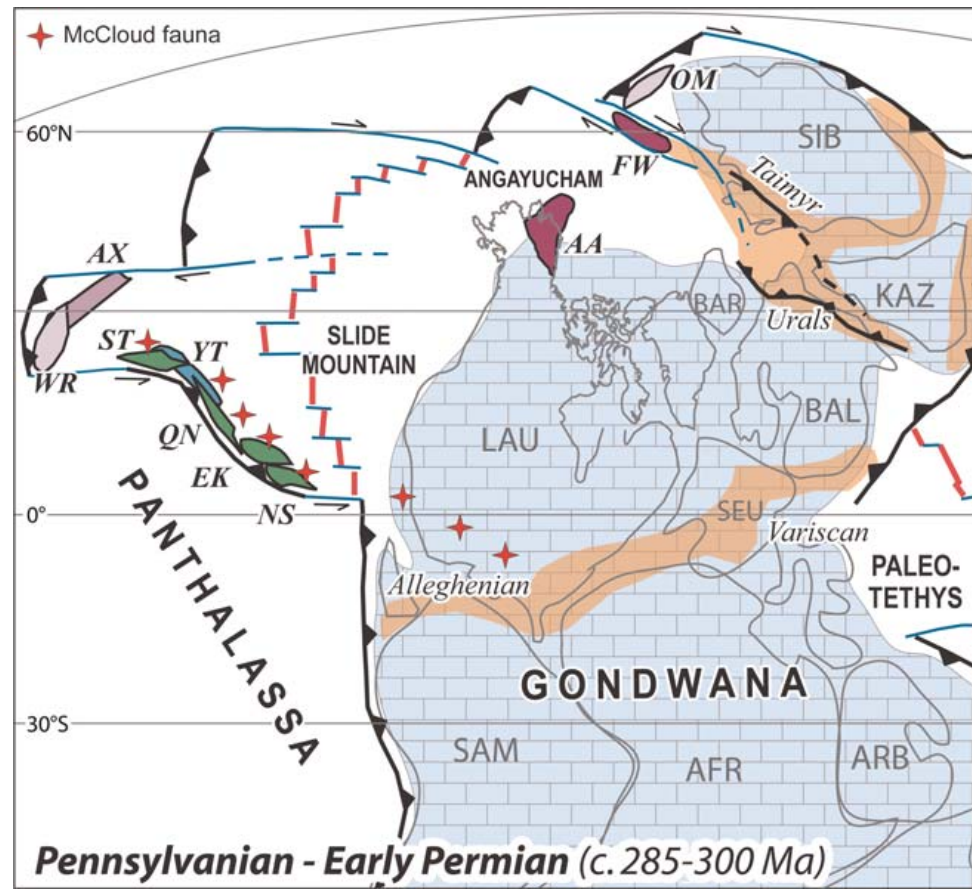 McCloud fauna
OM
60°N
SIB
FW
Taimyr
ANGAYUCHAM
AX
AA
KAZ
BAR
Urals
ST
YT
SLIDE
MOUNTAIN
WR
BAL
LAU
QN
EK
NS
SEU
0°
Variscan
PANTHALASSA
Alleghenian
PALEO-
TETHYS
GONDWANA
30°S
SAM
AFR
ARB
Pennsylvanian - Early Permian (c. 285-300 Ma)